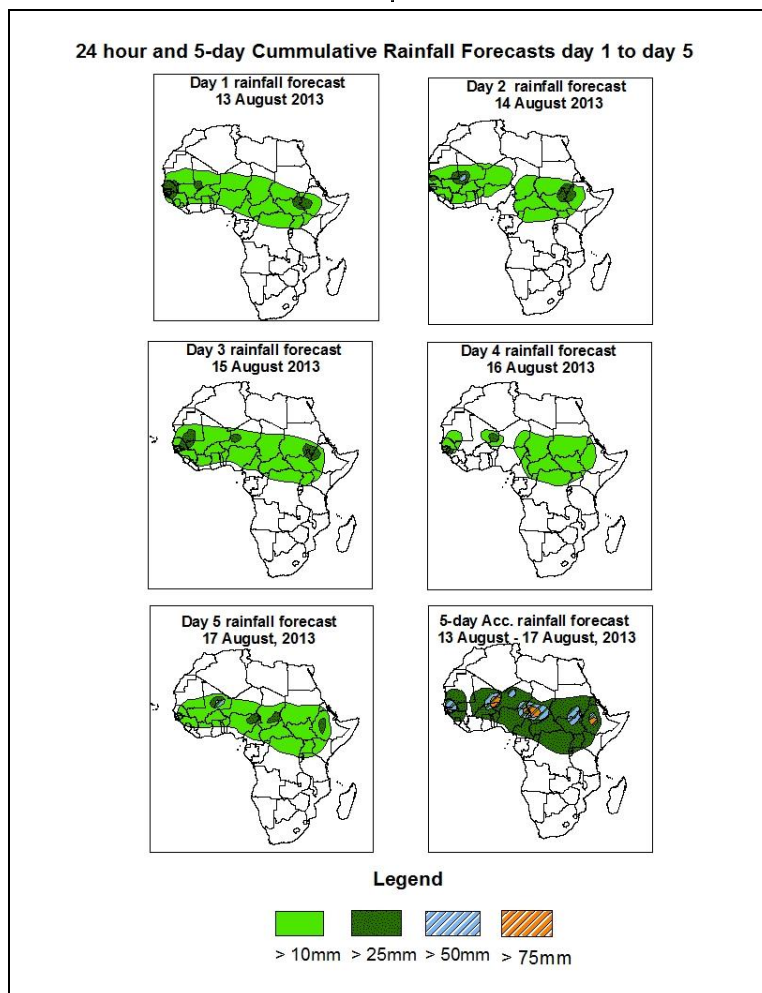 24 hour and 5-day Cummulative Rainfall Forecasts day 1 to day 5
Day 1 rainfall forecast
13 August 2013
Day 2 rainfall forecast
14 August 2013
Day 3 rainfall forecast
15 August 2013
Day 4 rainfall forecast
16 August 2013
Day 5 rainfall forecast
17 August, 2013
5-day Acc. rainfall forecast
13 August - 17 August, 2013
Legend
> 10mm > 25mm > 50mm > 75mm